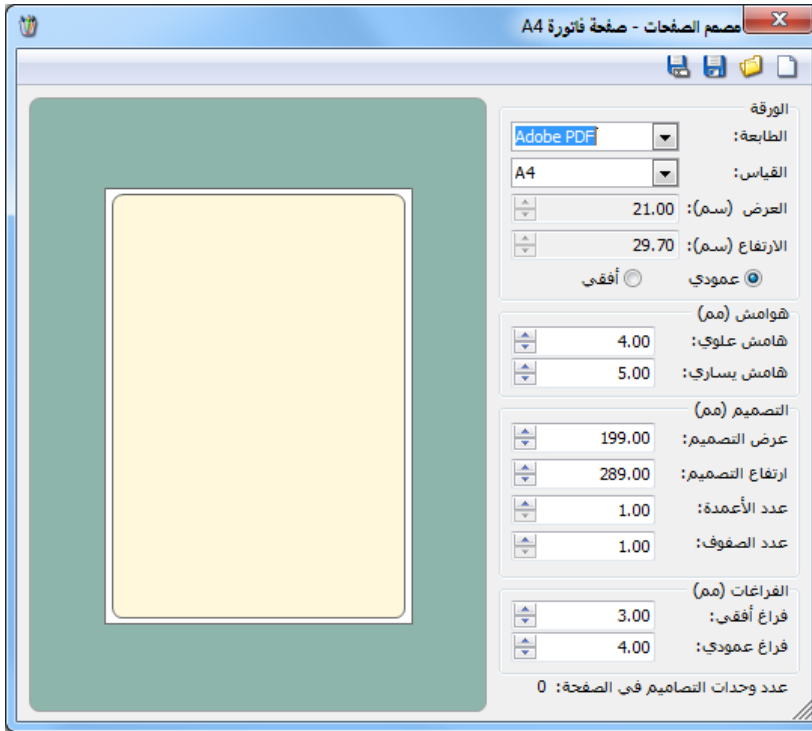 مصمم الصفحات - صفحة فاتورة A4
الورقة
الطابعة: Adobe PDF
القياس: A4
العرض (سم): 21.00
الارتفاع (سم): 29.70
عمودي أفقي
هوامش (مم)
هامش علوي: 4.00
هامش يساري: 5.00
التصميم (مم)
عرض التصميم: 199.00
ارتفاع التصميم: 289.00
عدد الأعمدة: 1.00
عدد الصفوف: 1.00
الفراغات (مم)
فراغ أفقي: 3.00
فراغ عمودي: 4.00
عدد وحدات التصاميم في الصفحة: 0